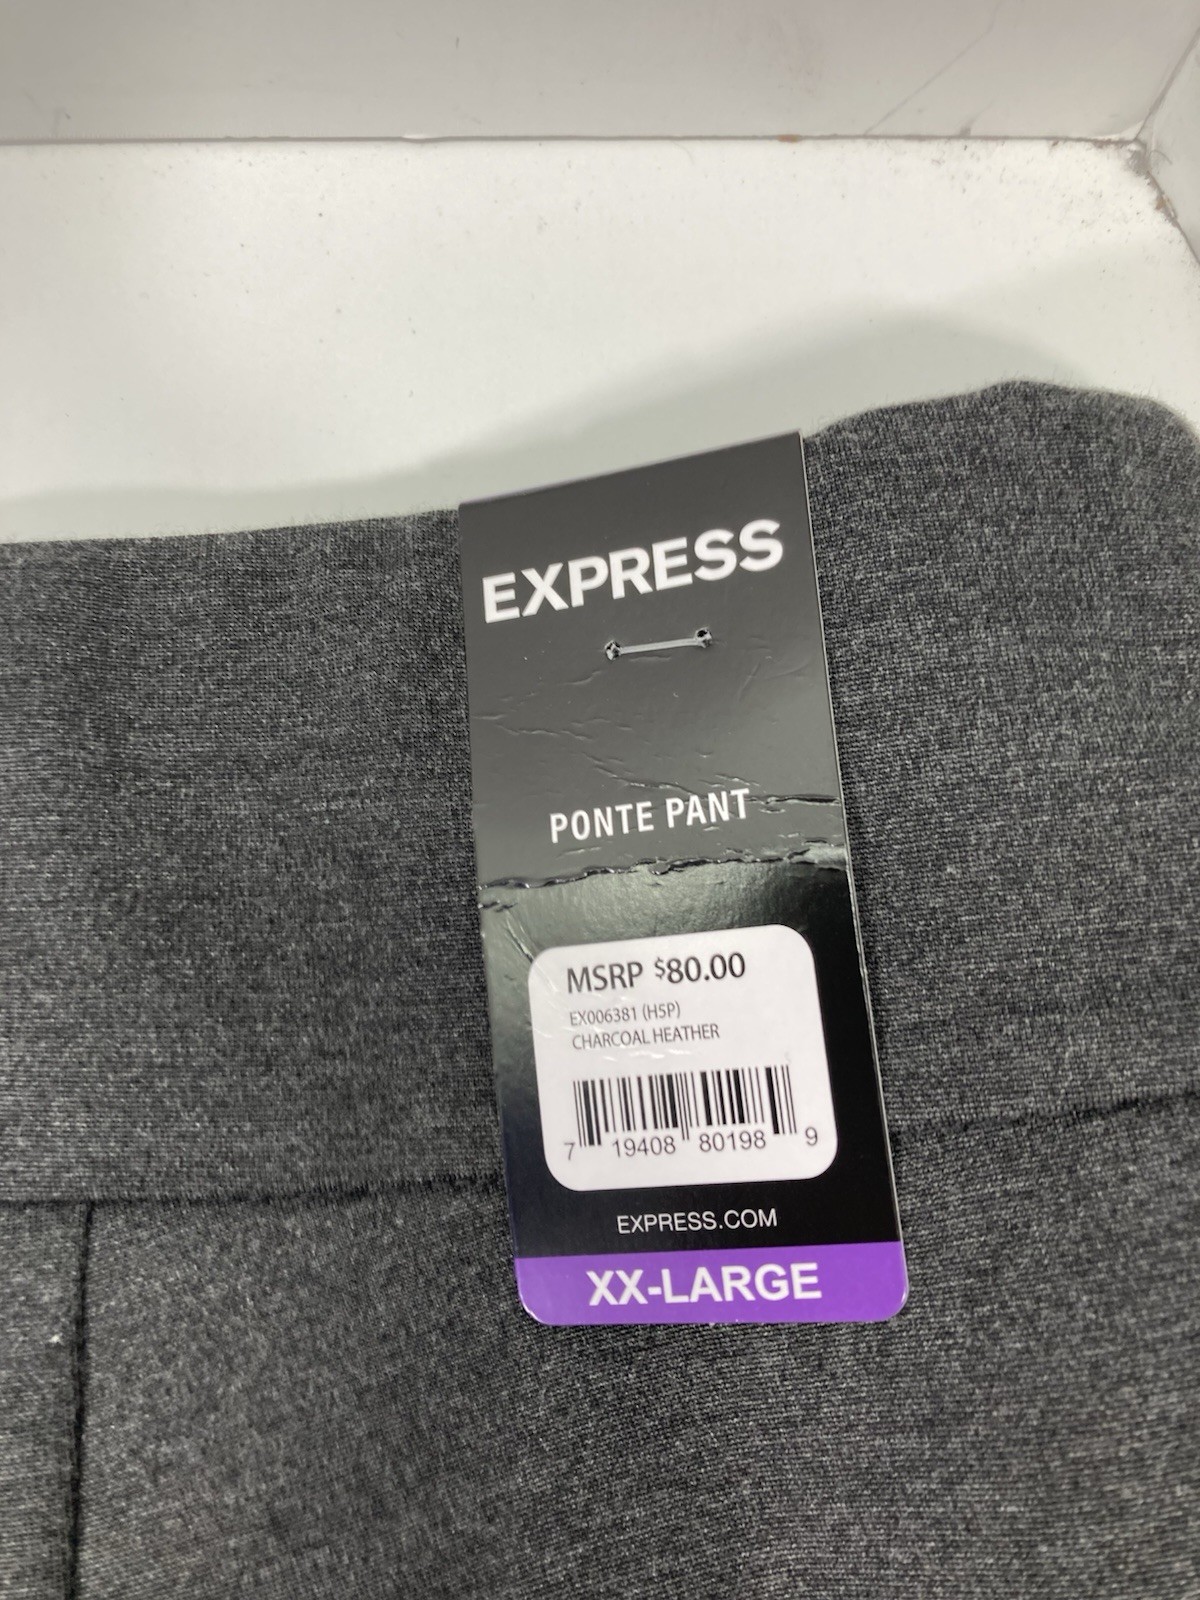 EXPRESS
PONTE PANT
MSRP $80.00
EX006381 (H5P)
CHARCOAL HEATHER
7 19408 80198 9
EXPRESS.COM
XX-LARGE